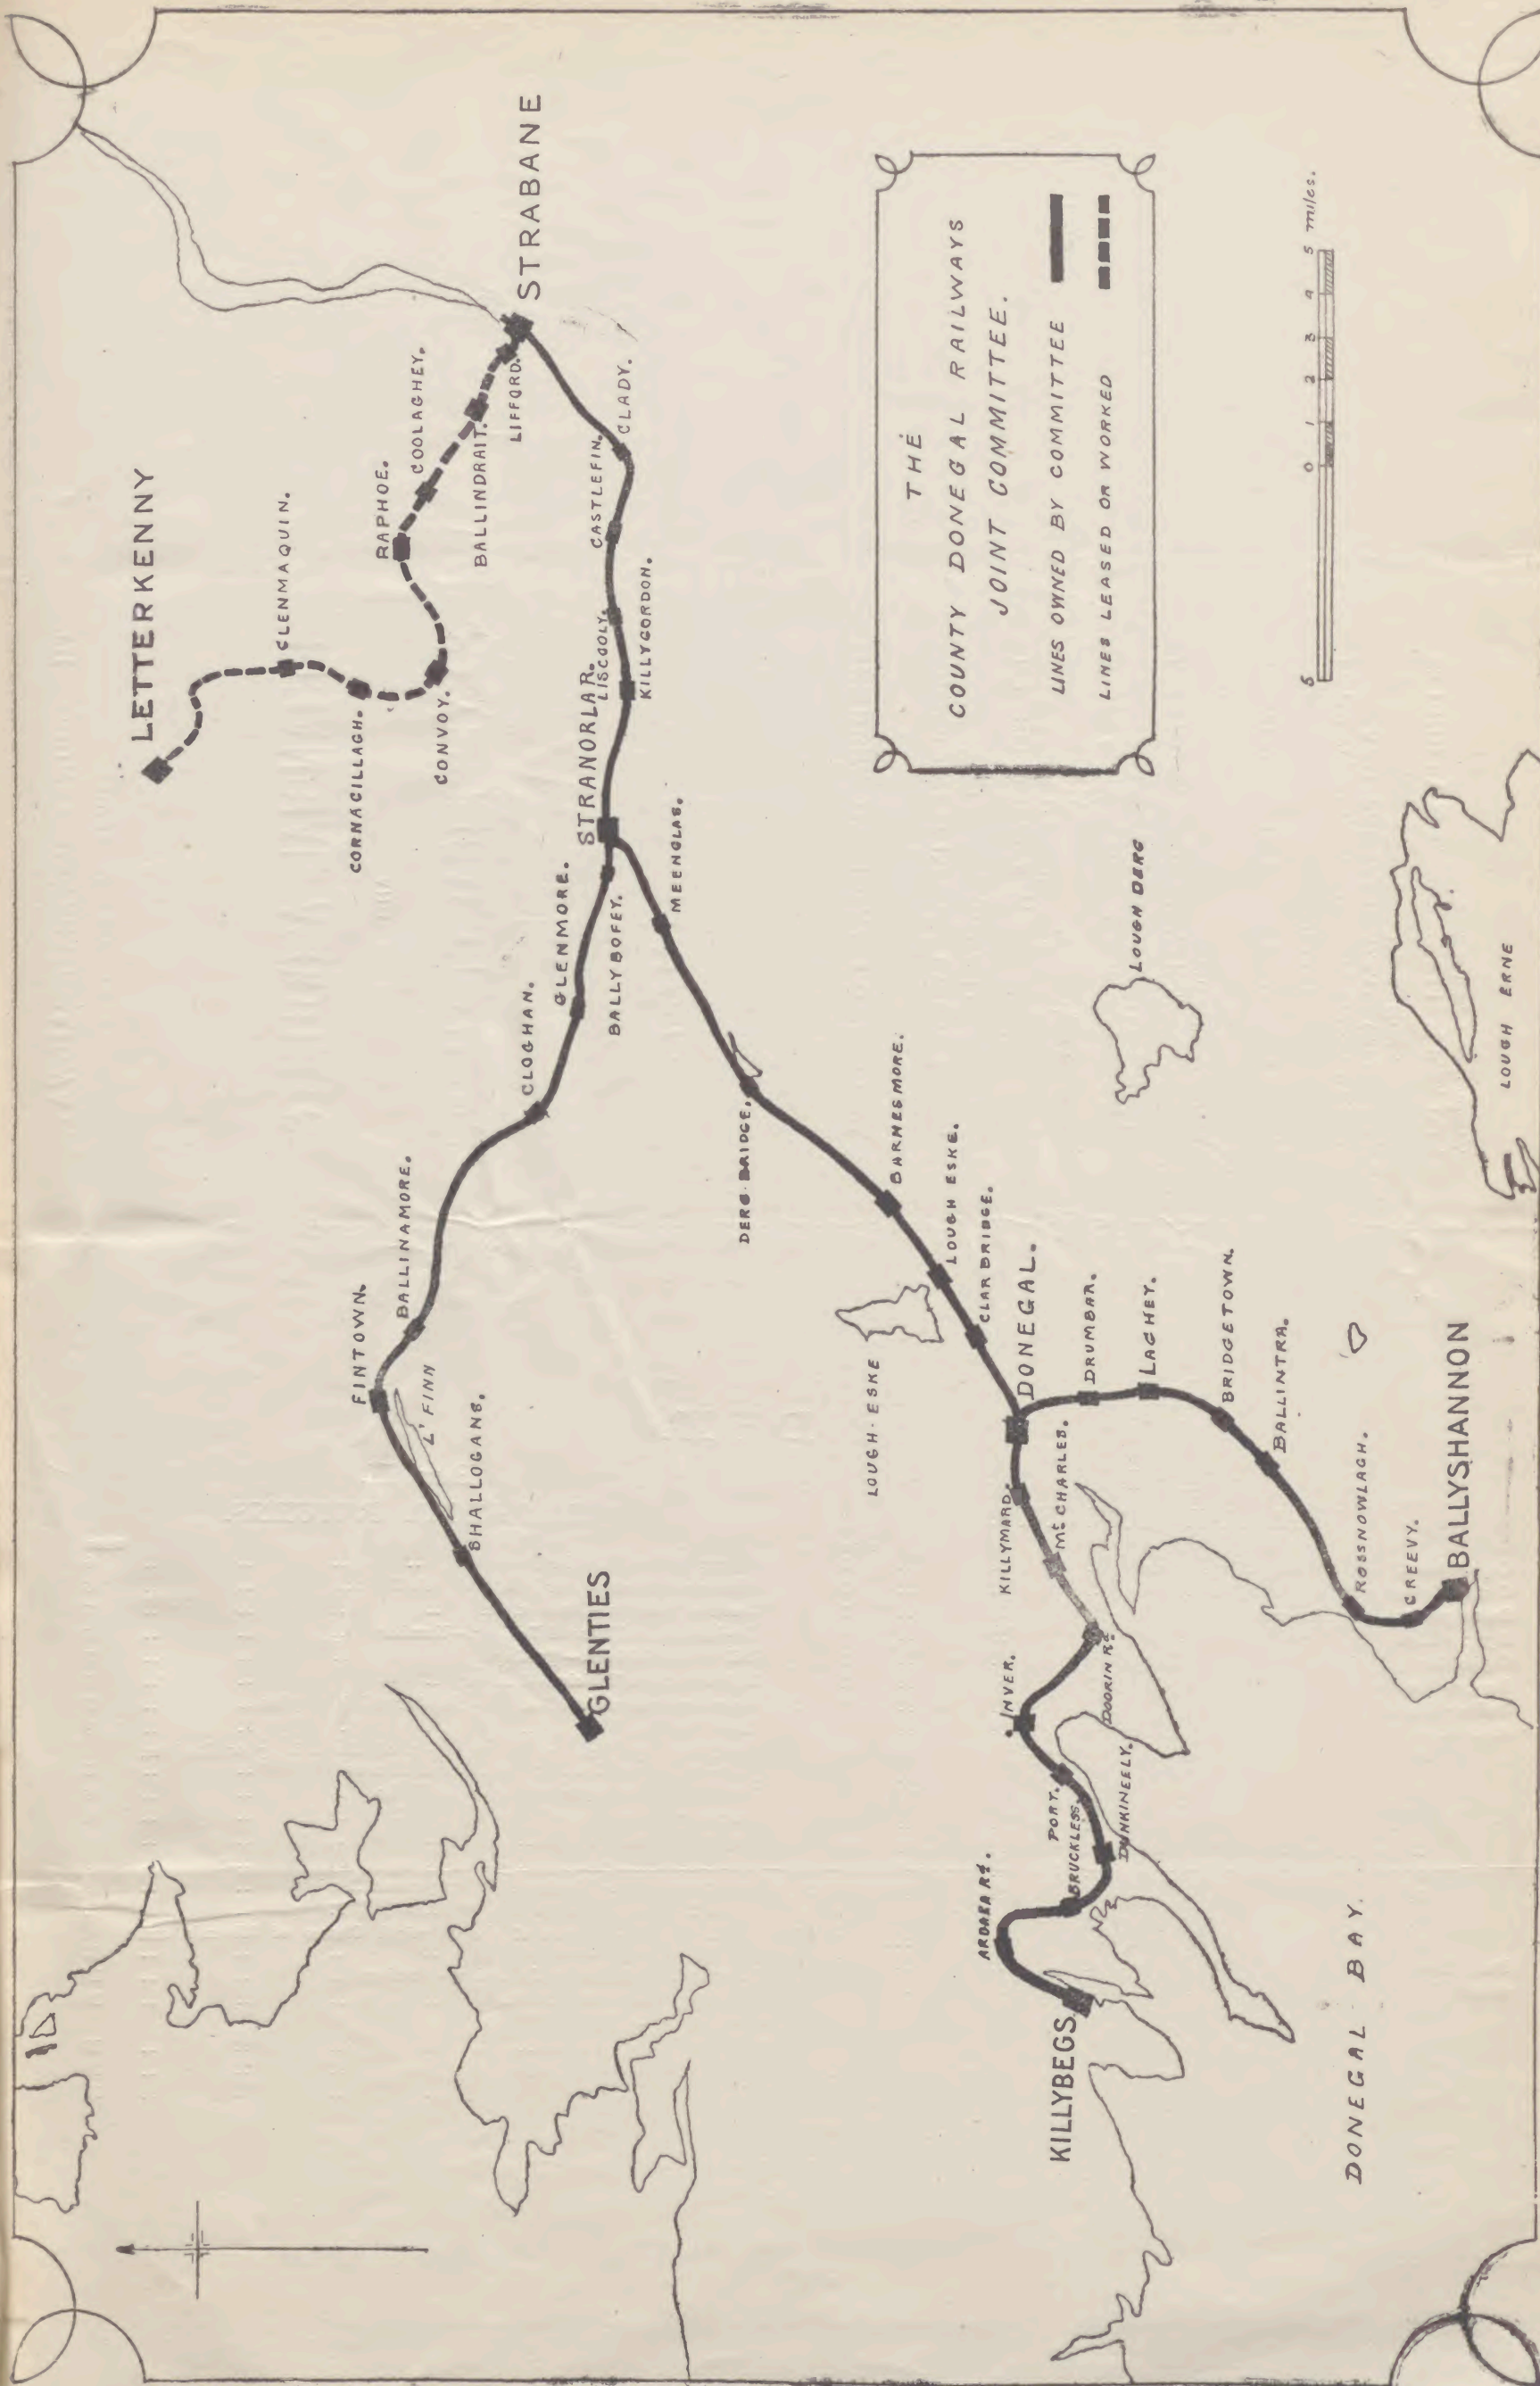 LETTERKENNY
GLENMAQUIN.
CORNAGILLAGH.
CONVOY.
RAPHOE.
COOLAGHEY.
BALLINDRAIT.
LIFFORD.
STRABANE
CLADY.
CASTLEFIN.
LISCOOLY.
KILLYGORDON.
STRANORLAR.
BALLYBOFEY.
GLENMORE.
CLOGHAN.
BALLINAMORE.
FINTOWN.
L' FINN
SHALLOGANS.
GLENTIES
MEENGLAS.
DERG·BRIDGE.
BARNESMORE.
LOUGH ESKE.
CLAR BRIDGE.
LOUGH·ESKE
DONEGAL.
DRUMBAR.
LAGHEY.
BRIDGETOWN.
BALLINTRA.
ROSSNOWLAGH.
CREEVY.
BALLYSHANNON
KILLYMARD.
Mt CHARLES.
DOORIN Rd.
INVER.
PORT.
DUNKINEELY.
BRUCKLESS.
ARDARA Rd.
KILLYBEGS
DONEGAL BAY.
LOUGH DERG
LOUGH ERNE
THE
COUNTY DONEGAL RAILWAYS
JOINT COMMITTEE.
LINES OWNED BY COMMITTEE
LINES LEASED OR WORKED
5 0 1 2 3 4 5 miles.